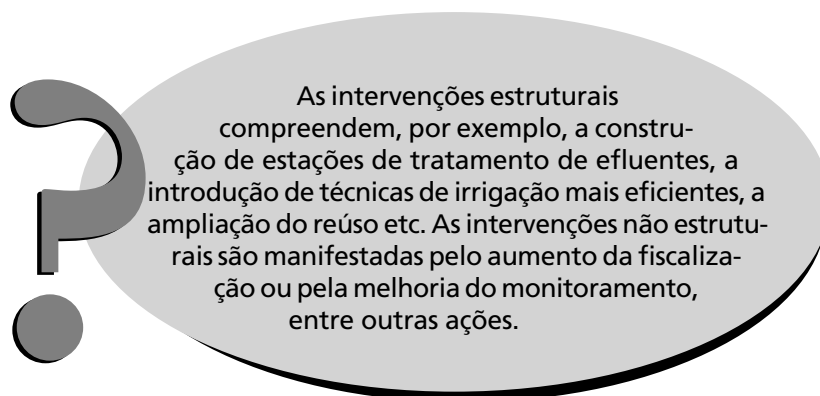 As intervenções estruturais
compreendem, por exemplo, a constru-
ção de estações de tratamento de efluentes, a
introdução de técnicas de irrigação mais eficientes, a
ampliação do reúso etc. As intervenções não estrutu-
rais são manifestadas pelo aumento da fiscaliza-
ção ou pela melhoria do monitoramento,
entre outras ações.